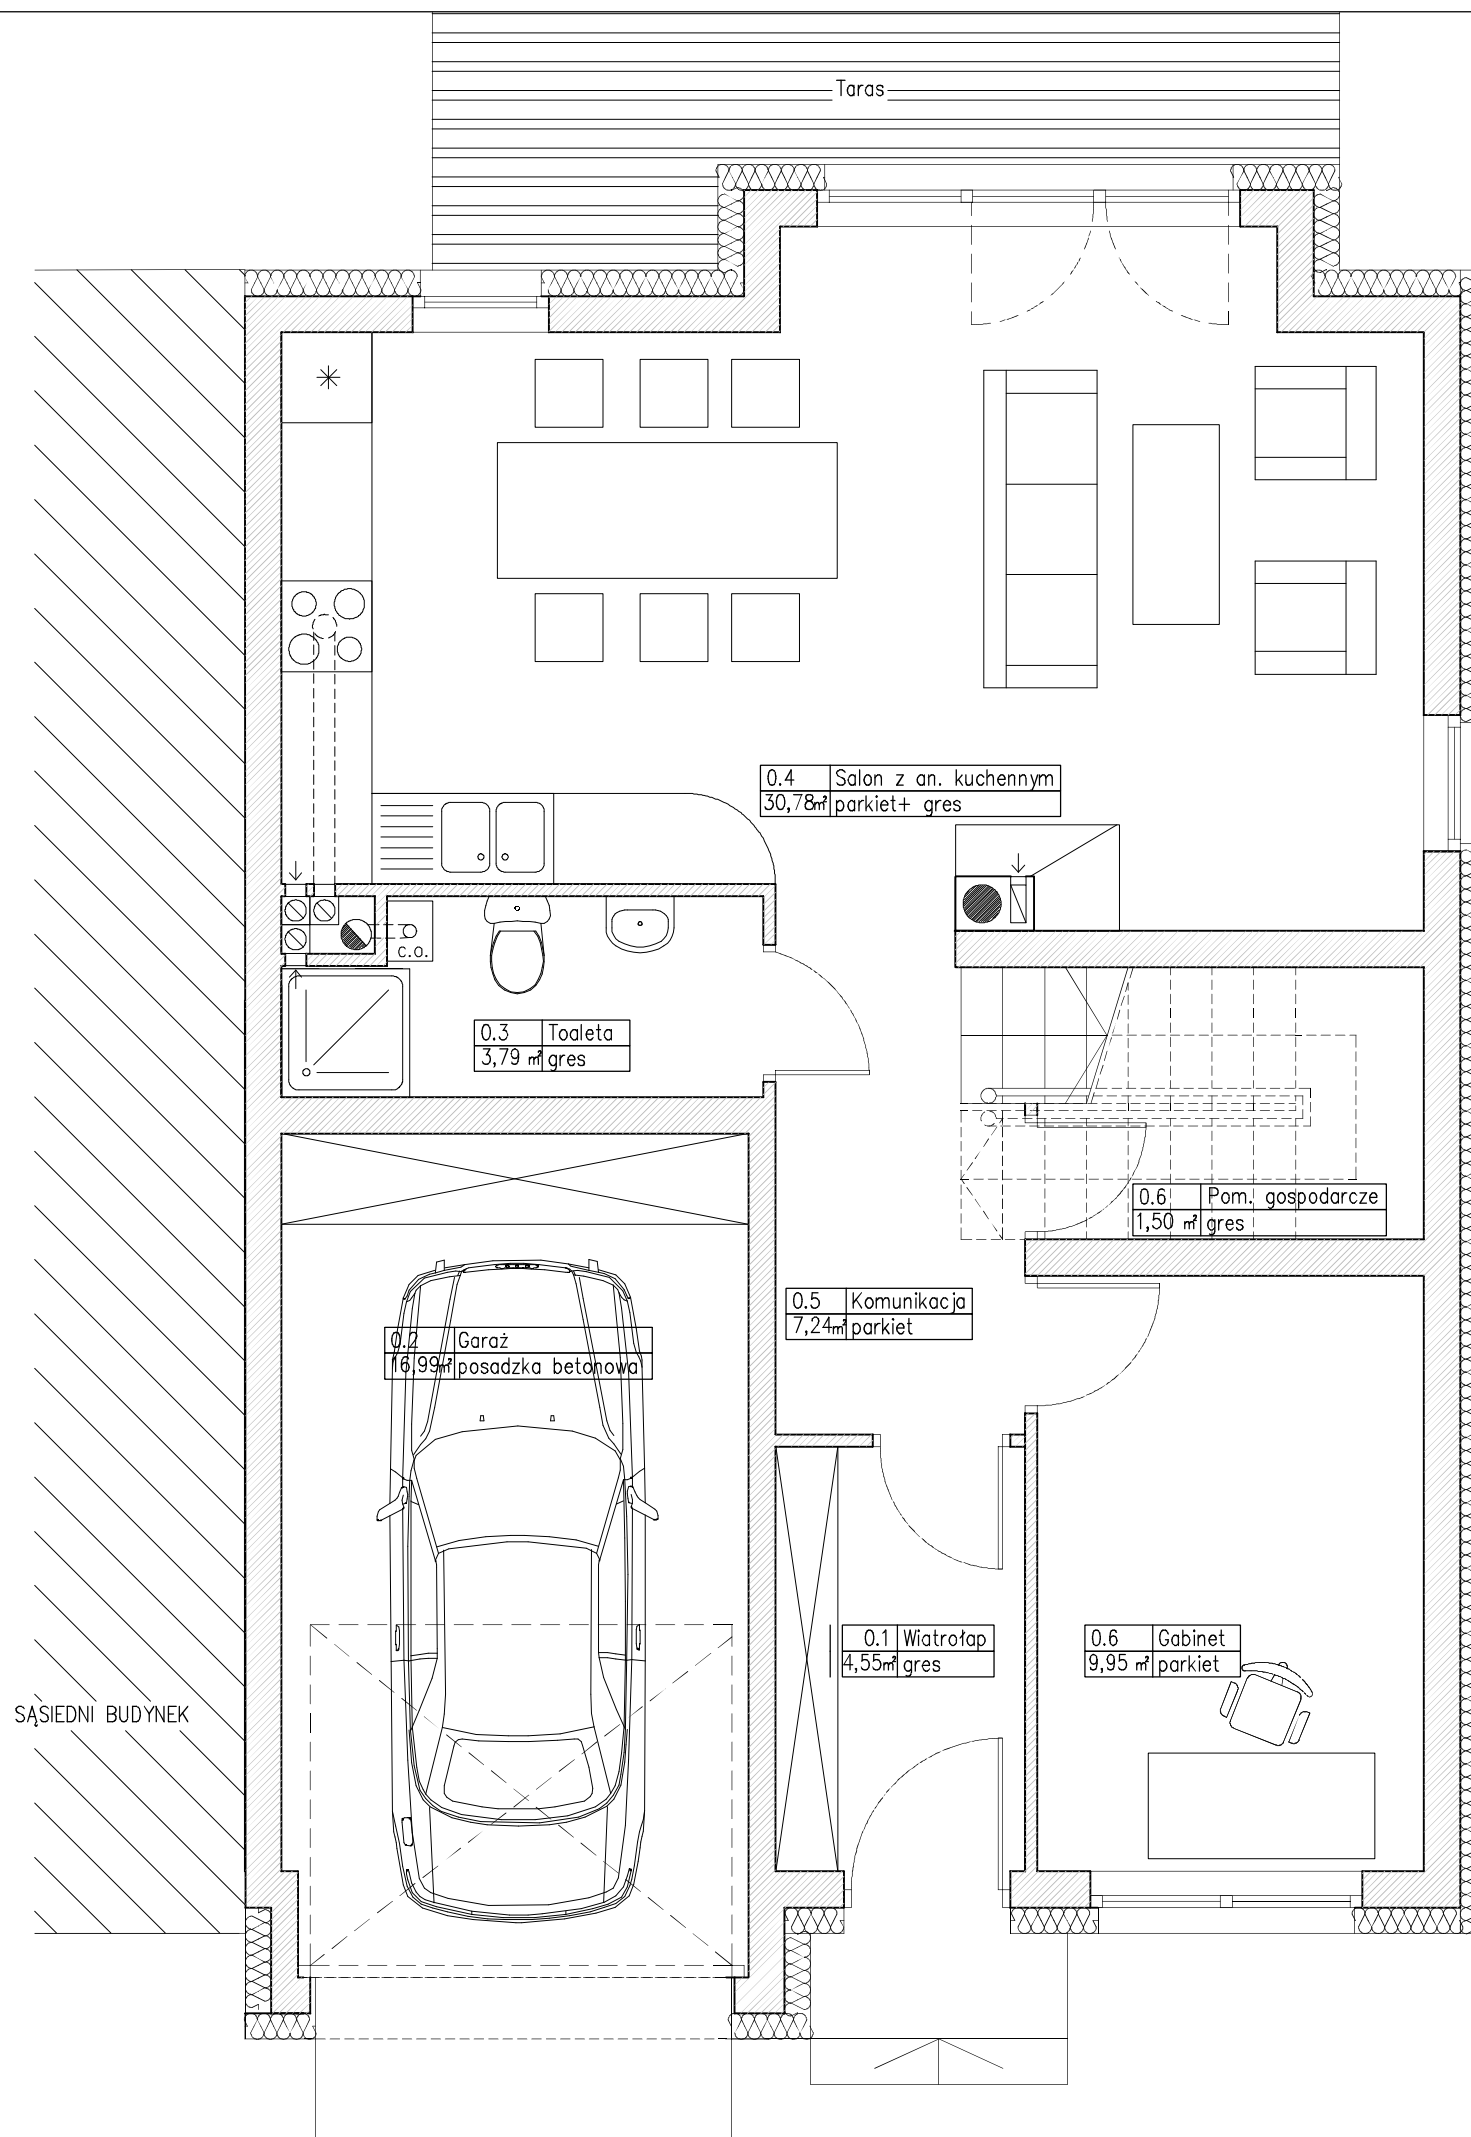 Taras
0.4 Salon z an. kuchennym
30,78m² parkiet+ gres
c.o.
0.3 Toaleta
3,79 m² gres
0.6 Pom. gospodarcze
1,50 m² gres
0.5 Komunikacja
7,24m² parkiet
0.2 Garaż
16,99m² posadzka betonowa
0.1 Wiatrołap
4,55m² gres
0.6 Gabinet
9,95 m² parkiet
SĄSIEDNI BUDYNEK